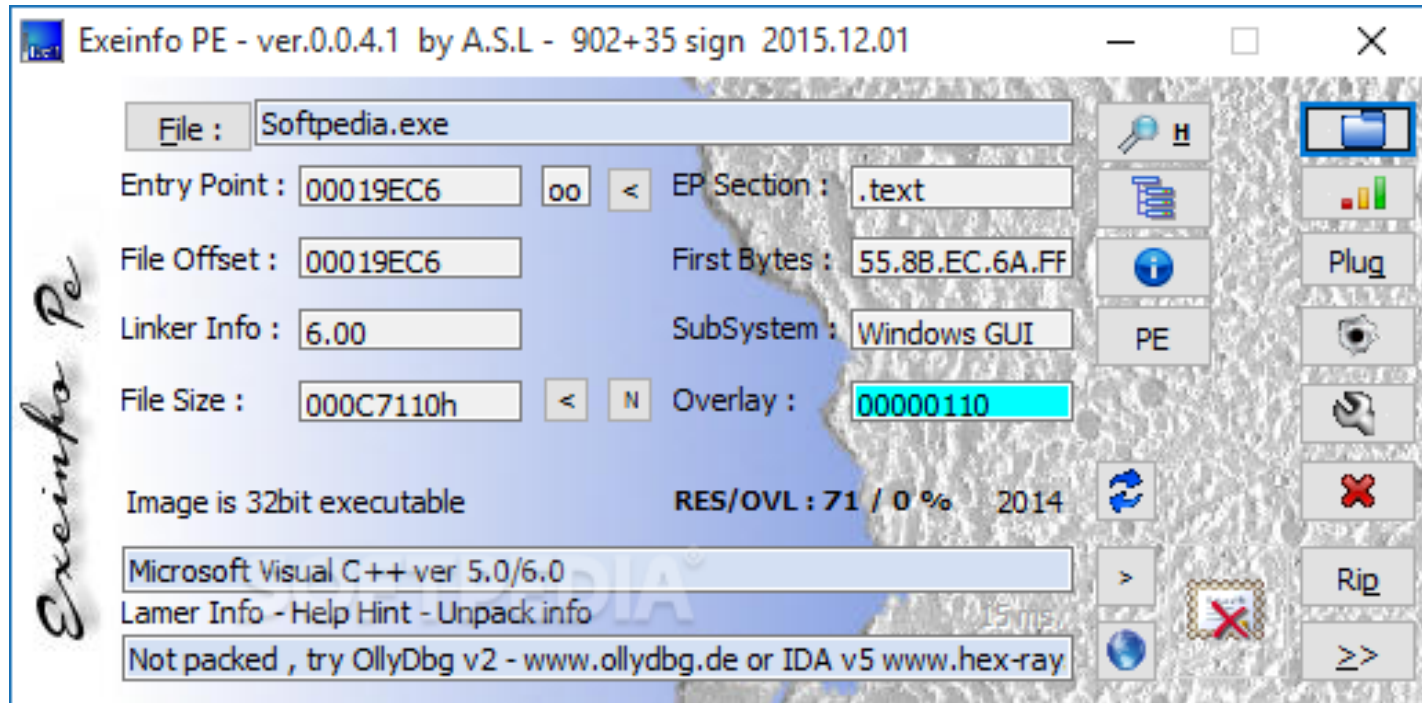 Exeinfo PE - ver.0.0.4.1 by A.S.L - 902+35 sign 2015.12.01
File : Softpedia.exe H
Entry Point : 00019EC6 oo < EP Section : .text
File Offset : 00019EC6 First Bytes : 55.8B.EC.6A.FF Plug
Linker Info : 6.00 SubSystem : Windows GUI PE
File Size : 000C7110h < N Overlay : 00000110
Image is 32bit executable RES/OVL : 71 / 0 % 2014
Microsoft Visual C++ ver 5.0/6.0 > Rip
SOFTPEDIA®
Lamer Info - Help Hint - Unpack info 15 ms.
Not packed , try OllyDbg v2 - www.ollydbg.de or IDA v5 www.hex-ray >>
Exeinfo Pe